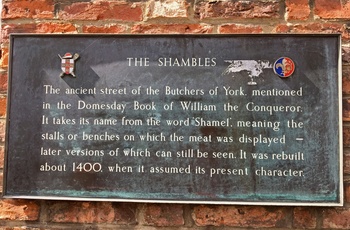 THE SHAMBLES
The ancient street of the Butchers of York, mentioned
in the Domesday Book of William the Conqueror.
It takes its name from the word 'Shamel', meaning the
stalls or benches on which the meat was displayed —
later versions of which can still be seen. It was rebuilt
about 1400, when it assumed its present character.